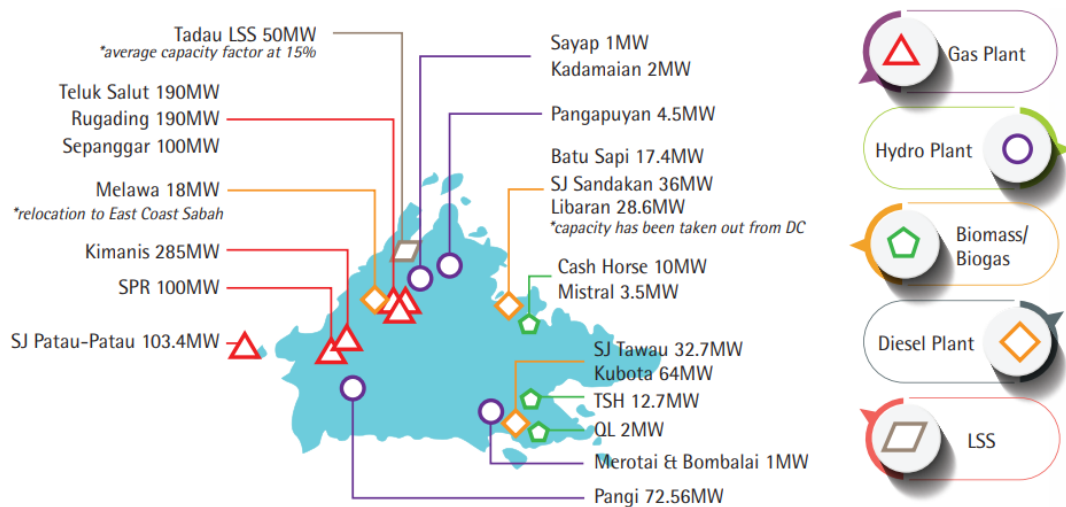 Tadau LSS 50MW
*average capacity factor at 15%
Teluk Salut 190MW
Rugading 190MW
Sepanggar 100MW
Melawa 18MW
*relocation to East Coast Sabah
Kimanis 285MW
SPR 100MW
SJ Patau-Patau 103.4MW
Sayap 1MW
Kadamaian 2MW
Pangapuyan 4.5MW
Batu Sapi 17.4MW
SJ Sandakan 36MW
Libaran 28.6MW
*capacity has been taken out from DC
Cash Horse 10MW
Mistral 3.5MW
SJ Tawau 32.7MW
Kubota 64MW
TSH 12.7MW
QL 2MW
Merotai & Bombalai 1MW
Pangi 72.56MW
Gas Plant
Hydro Plant
Biomass/
Biogas
Diesel Plant
LSS